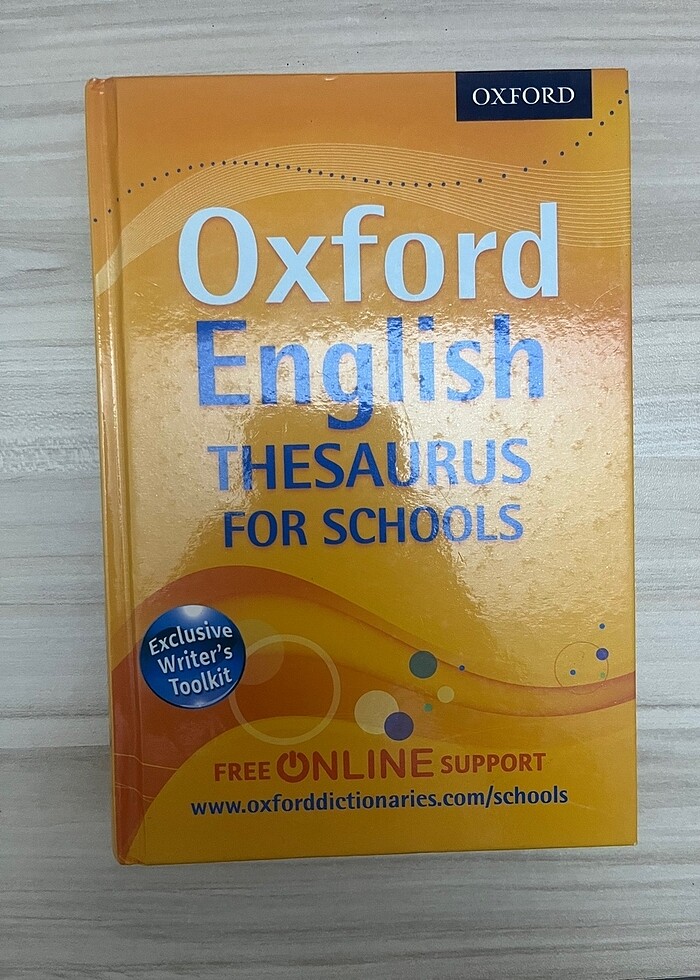 OXFORD
Oxford
English
THESAURUS
FOR SCHOOLS
Exclusive
Writer's
Toolkit
FREE ONLINE SUPPORT
www.oxforddictionaries.com/schools